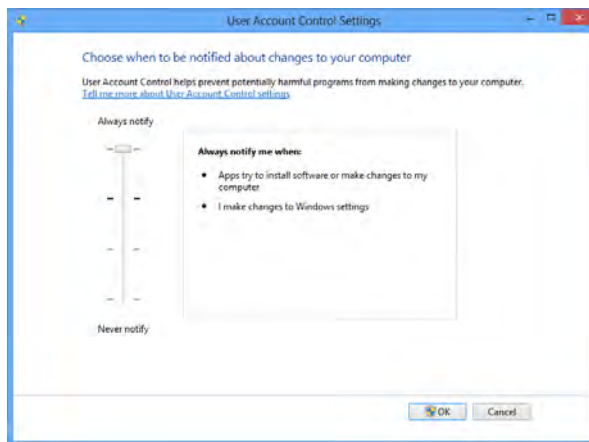 User Account Control Settings
Choose when to be notified about changes to your computer
User Account Control helps prevent potentially harmful programs from making changes to your computer.
Tell me more about User Account Control settings
Always notify
Always notify me when:
Apps try to install software or make changes to my
computer
I make changes to Windows settings
Never notify
OK
Cancel